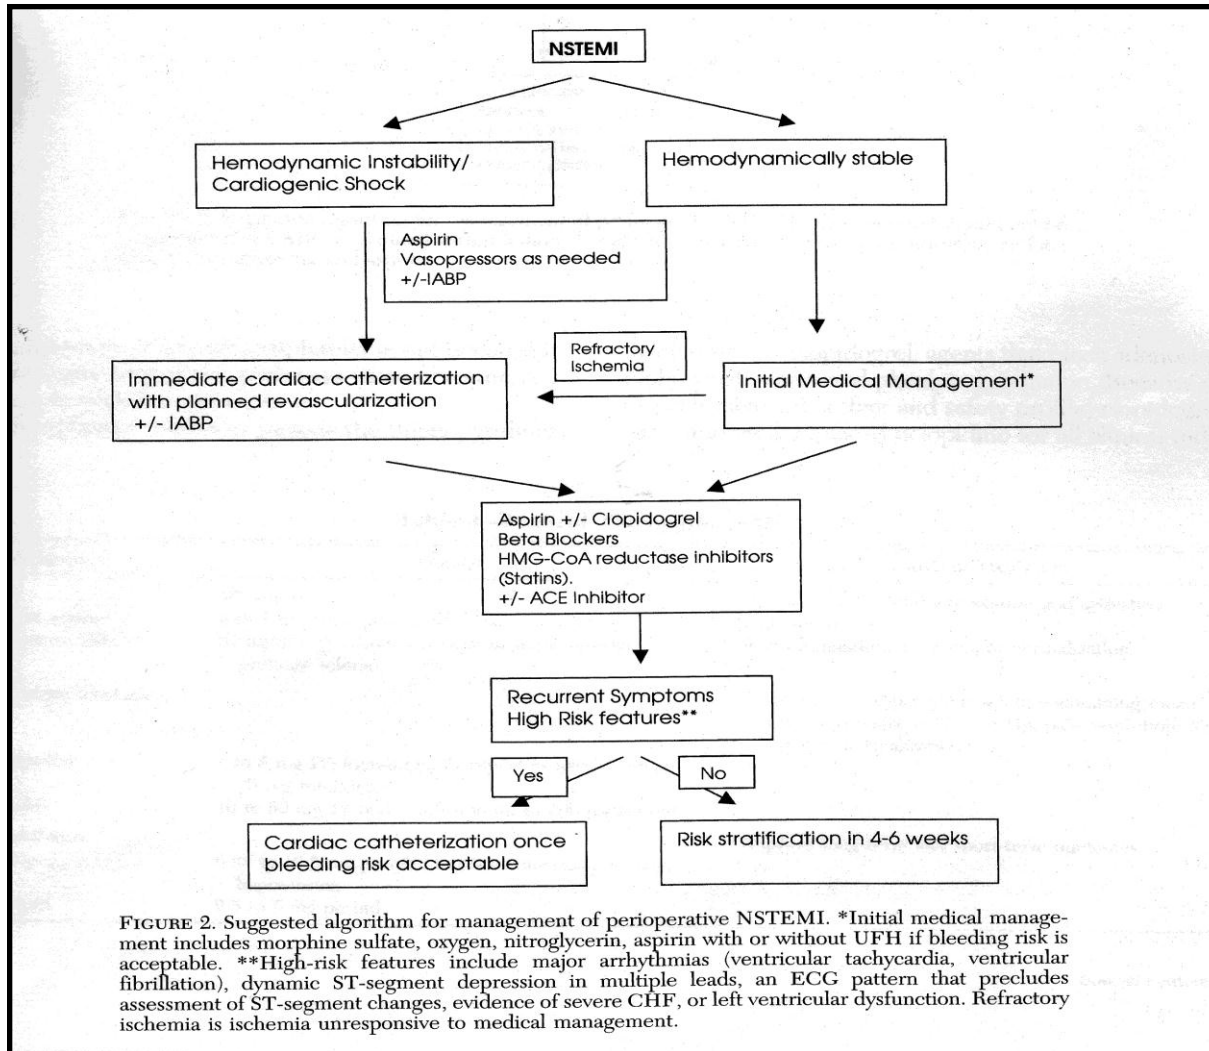 NSTEMI
Hemodynamic Instability/
Cardiogenic Shock
Hemodynamically stable
Aspirin
Vasopressors as needed
+/-IABP
Refractory
Ischemia
Immediate cardiac catheterization
with planned revascularization
+/- IABP
Initial Medical Management*
Aspirin +/- Clopidogrel
Beta Blockers
HMG-CoA reductase inhibitors
(Statins).
+/- ACE Inhibitor
Recurrent Symptoms
High Risk features**
Yes
No
Cardiac catheterization once
bleeding risk acceptable
Risk stratification in 4-6 weeks
FIGURE 2. Suggested algorithm for management of perioperative NSTEMI. *Initial medical manage-
ment includes morphine sulfate, oxygen, nitroglycerin, aspirin with or without UFH if bleeding risk is
acceptable. **High-risk features include major arrhythmias (ventricular tachycardia, ventricular
fibrillation), dynamic ST-segment depression in multiple leads, an ECG pattern that precludes
assessment of ST-segment changes, evidence of severe CHF, or left ventricular dysfunction. Refractory
ischemia is ischemia unresponsive to medical management.